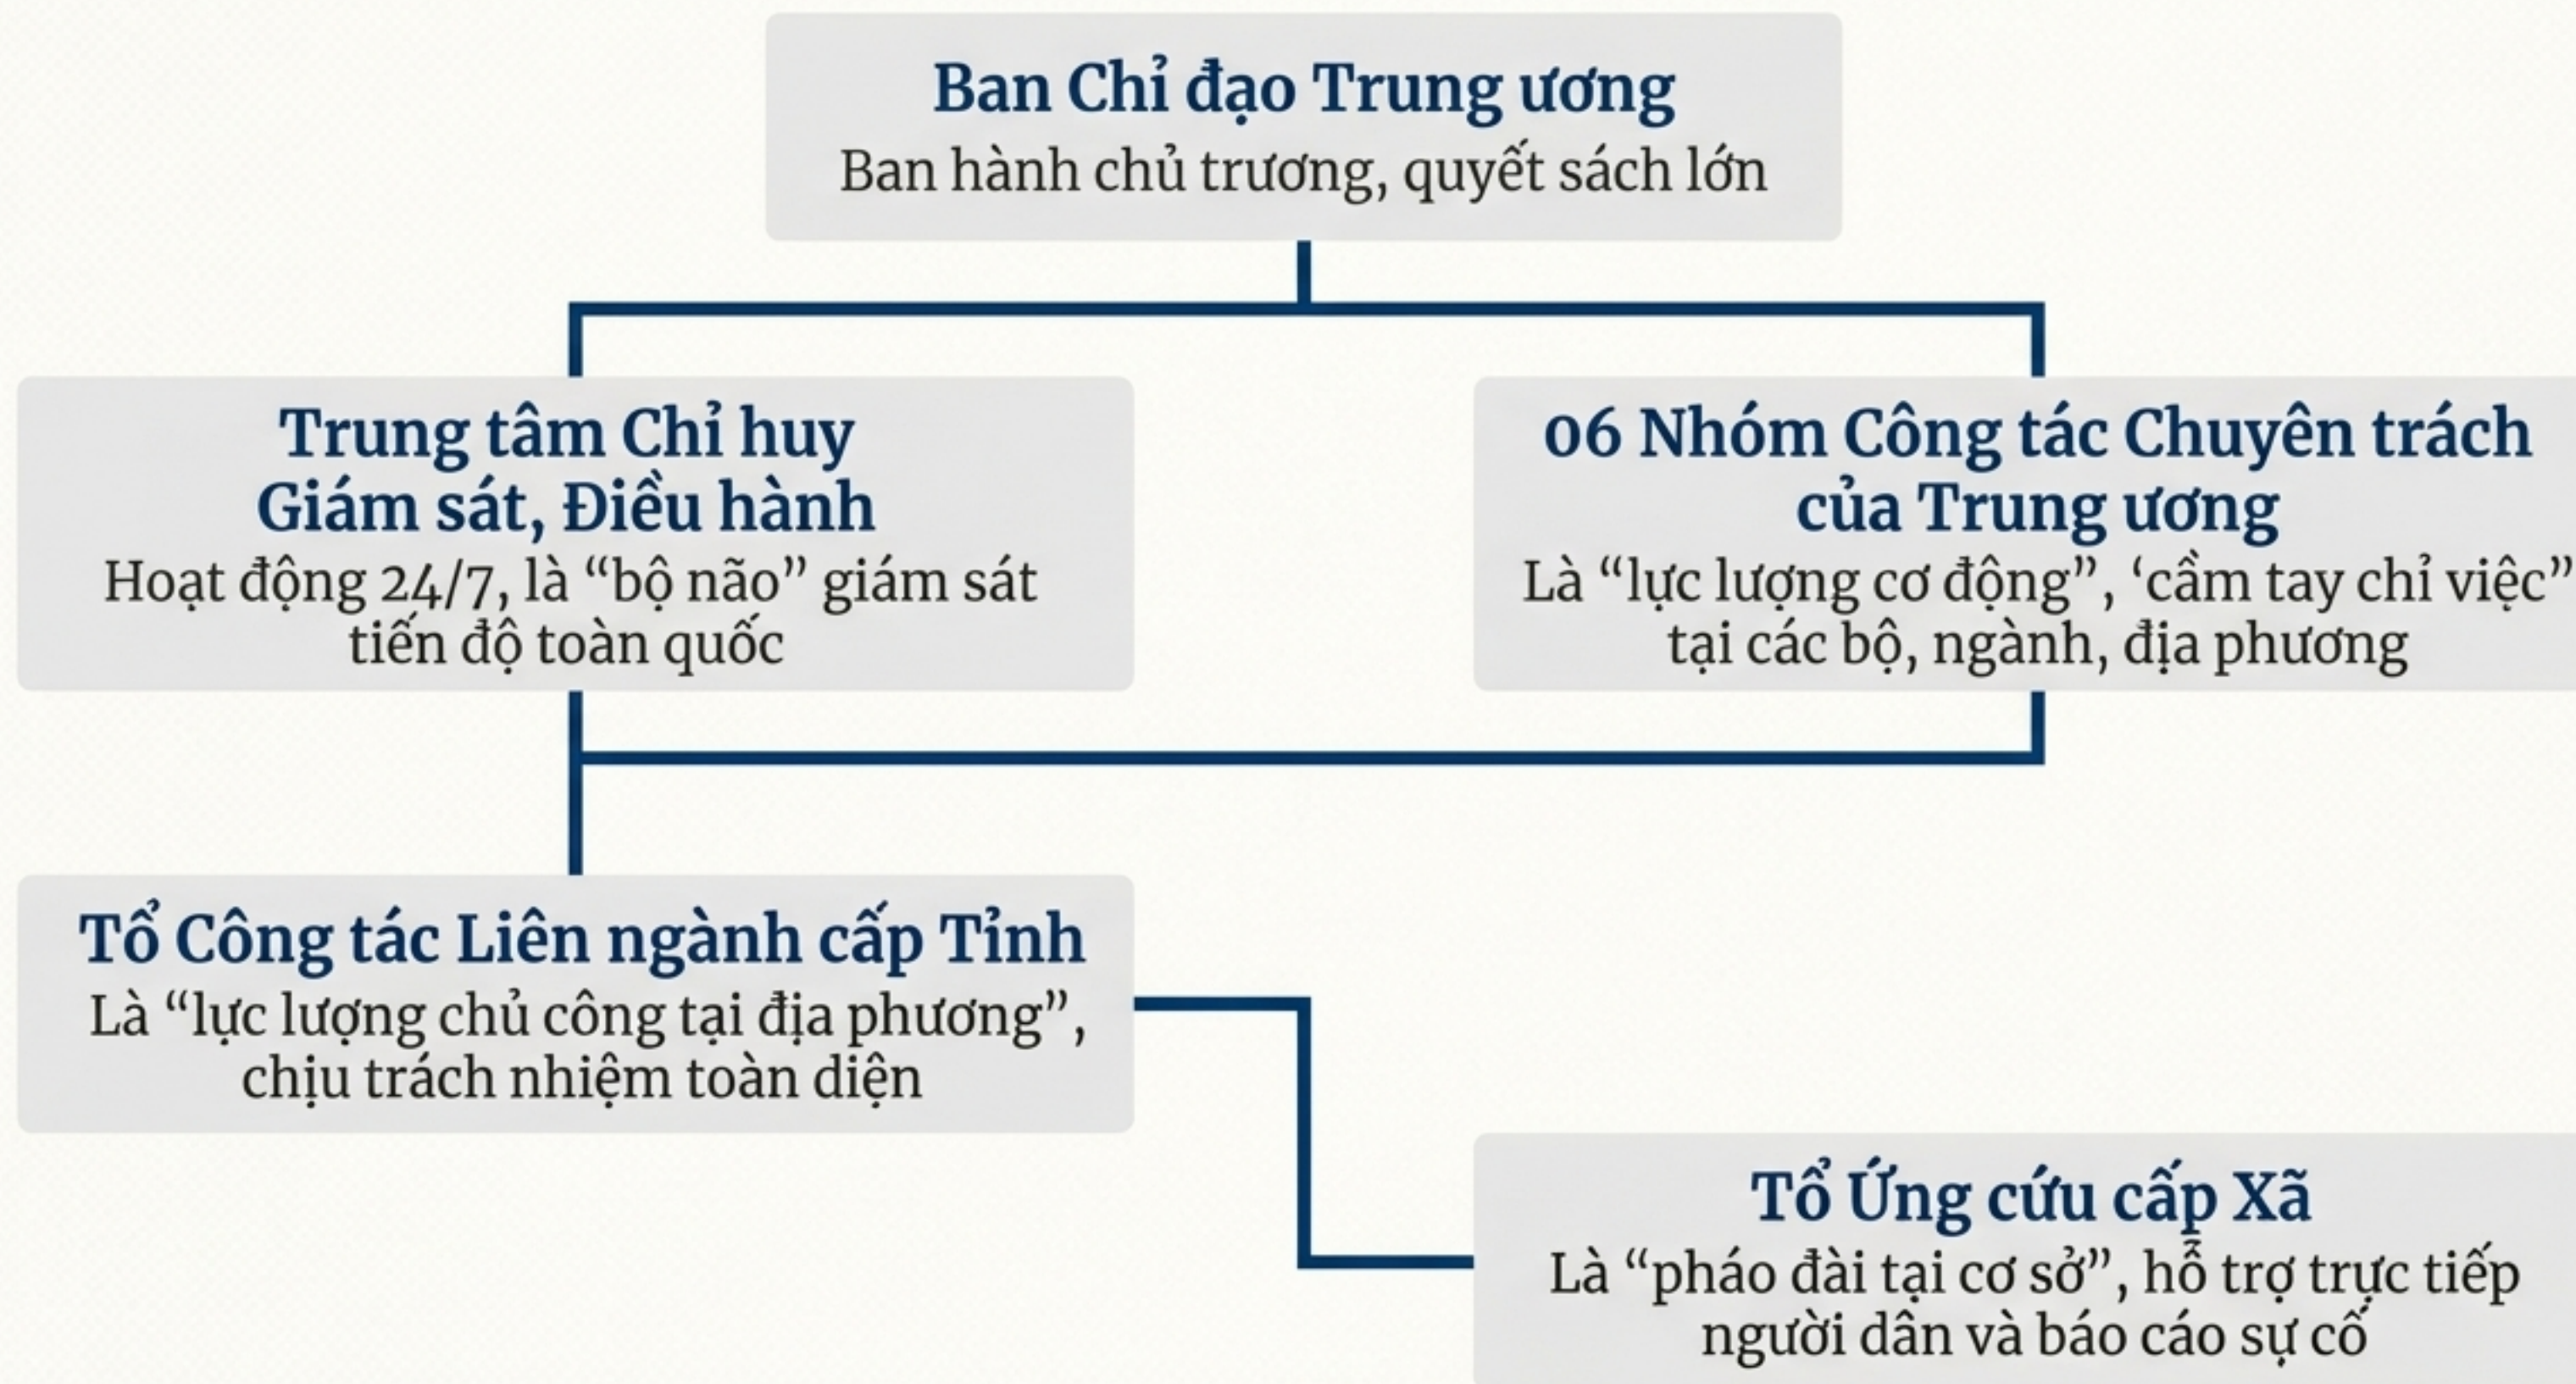 Ban Chỉ đạo Trung ương
Ban hành chủ trương, quyết sách lớn
Trung tâm Chỉ huy
Giám sát, Điều hành
Hoạt động 24/7, là “bộ não” giám sát
tiến độ toàn quốc
06 Nhóm Công tác Chuyên trách
của Trung ương
Là “lực lượng cơ động”, ‘cầm tay chỉ việc”
tại các bộ, ngành, địa phương
Tổ Công tác Liên ngành cấp Tỉnh
Là “lực lượng chủ công tại địa phương”,
chịu trách nhiệm toàn diện
Tổ Ứng cứu cấp Xã
Là “pháo đài tại cơ sở”, hỗ trợ trực tiếp
người dân và báo cáo sự cố